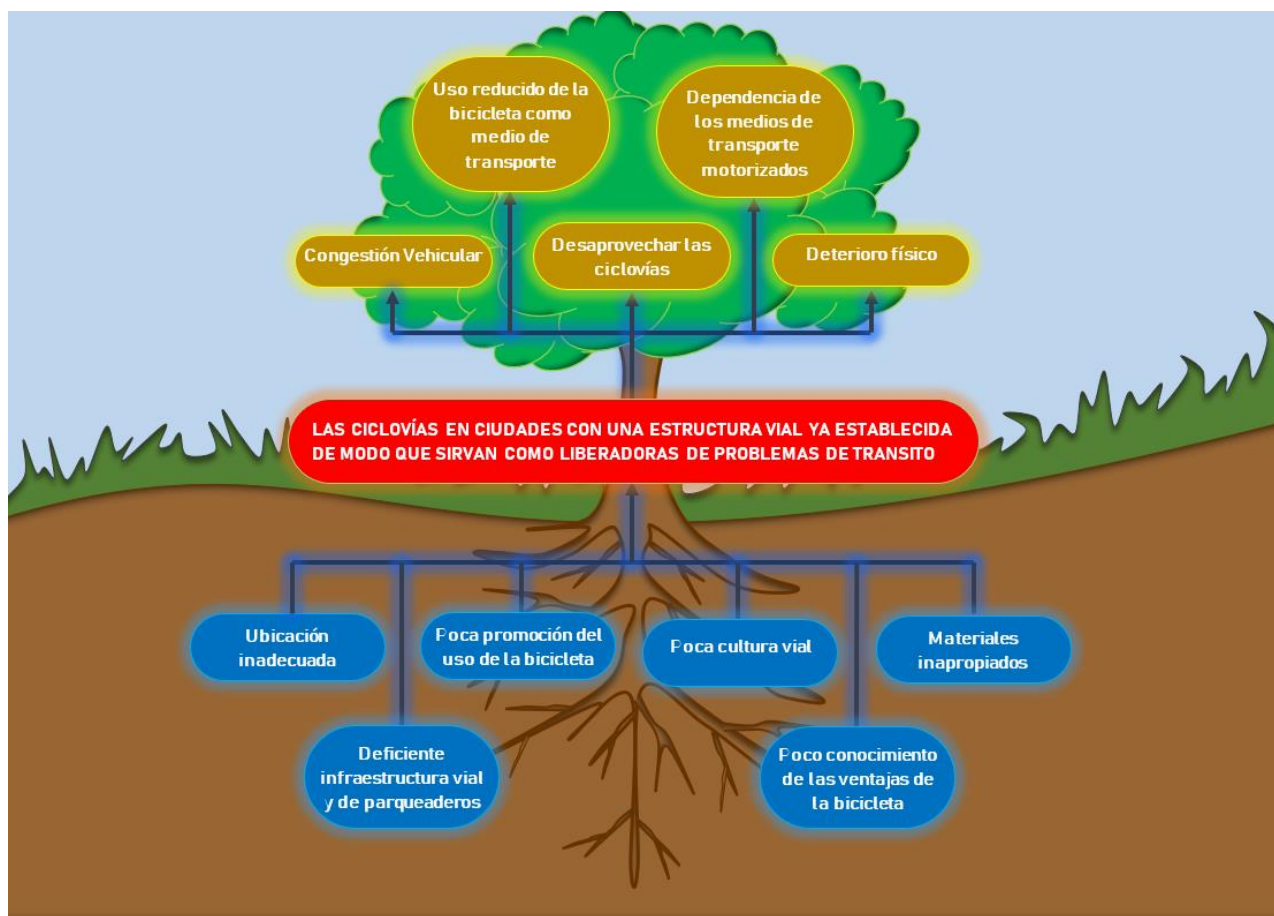 Uso reducido de la
bicicleta como
medio de
transporte
Dependencia de
los medios de
transporte
motorizados
Congestión Vehicular
Desaprovechar las
ciclovías
Deterioro físico
LAS CICLOVÍAS EN CIUDADES CON UNA ESTRUCTURA VIAL YA ESTABLECIDA
DE MODO QUE SIRVAN COMO LIBERADORAS DE PROBLEMAS DE TRANSITO
Ubicación
inadecuada
Poca promoción del
uso de la bicicleta
Poca cultura vial
Materiales
inapropiados
Deficiente
infraestructura vial
y de parqueaderos
Poco conocimiento
de las ventajas de
la bicicleta